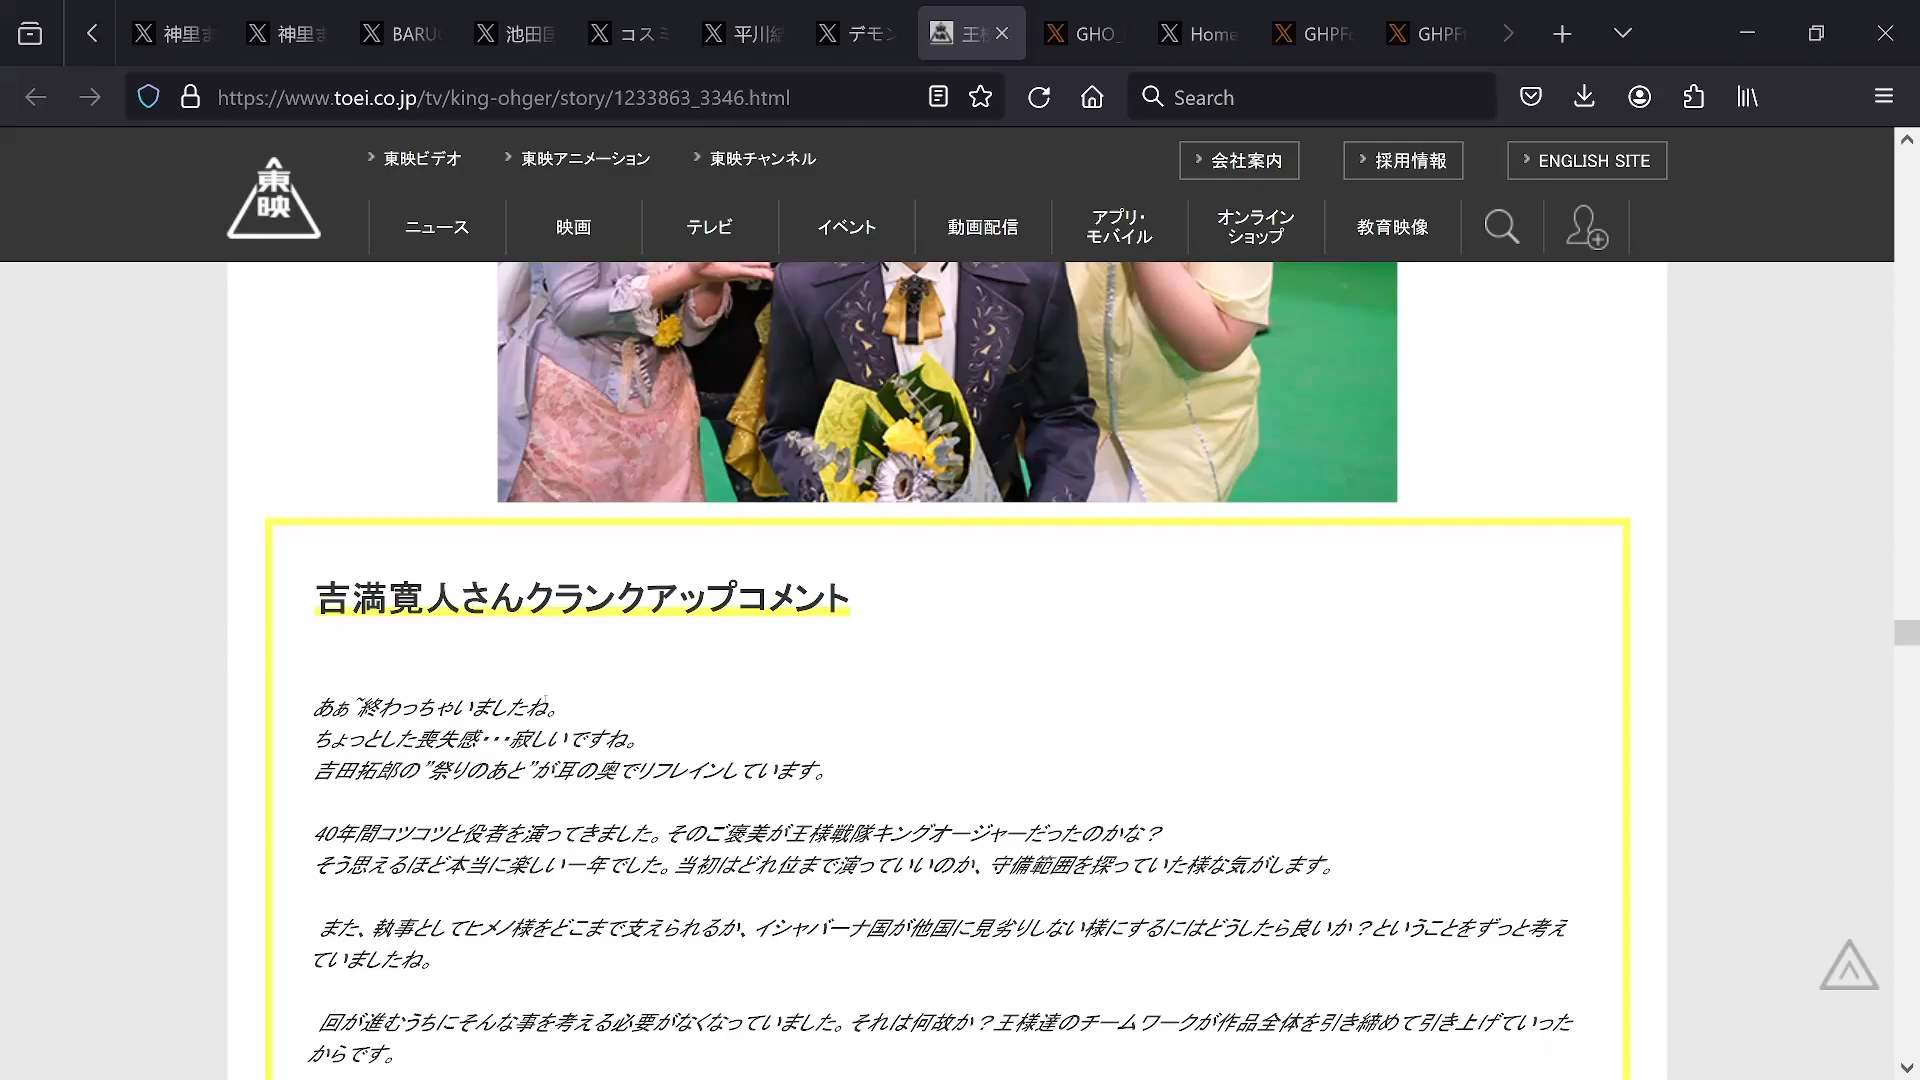 神里ま
神里ま
BARU
池田国
コスミ
平川結
デモン
王様
GHO_
Home
GHPF
GHPF
https://www.toei.co.jp/tv/king-ohger/story/1233863_3346.html
Search
東映
東映ビデオ
東映アニメーション
東映チャンネル
会社案内
採用情報
ENGLISH SITE
ニュース
映画
テレビ
イベント
動画配信
アプリ・
モバイル
オンライン
ショップ
教育映像
吉満寛人さんクランクアップコメント
あぁ~終わっちゃいましたね。
ちょっとした喪失感・・・寂しいですね。
吉田拓郎の”祭りのあと”が耳の奥でリフレインしています。
40年間コツコツと役者を演ってきました。そのご褒美が王様戦隊キングオージャーだったのかな？
そう思えるほど本当に楽しい一年でした。当初はどれ位まで演っていいのか、守備範囲を探っていた様な気がします。
また、執事としてヒメノ様をどこまで支えられるか、イシャバーナ国が他国に見劣りしない様にするにはどうしたら良いか？ということをずっと考え
ていましたね。
回が進むうちにそんな事を考える必要がなくなっていました。それは何故か？王様達のチームワークが作品全体を引き締めて引き上げていった
からです。